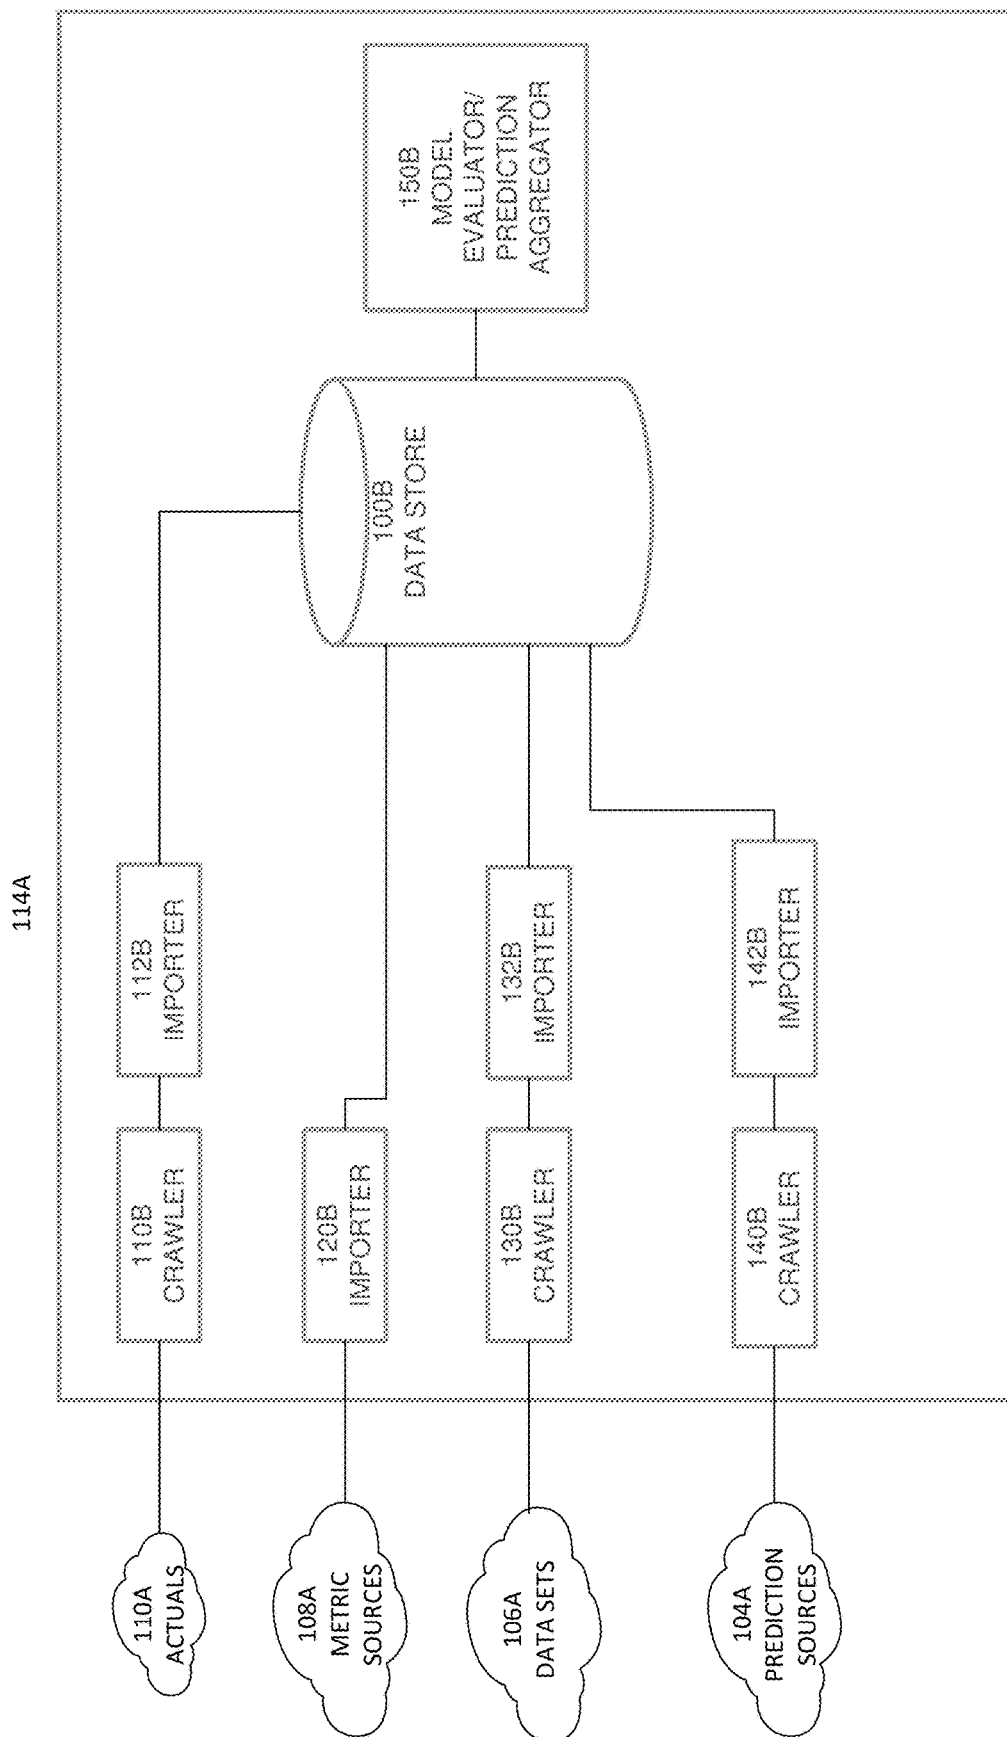 114A
110A
ACTUALS
110B
CRAWLER
112B
IMPORTER
108A
METRIC
SOURCES
120B
IMPORTER
100B
DATA STORE
150B
MODEL
EVALUATOR/
PREDICTION
AGGREGATOR
106A
DATA SETS
130B
CRAWLER
132B
IMPORTER
104A
PREDICTION
SOURCES
140B
CRAWLER
142B
IMPORTER